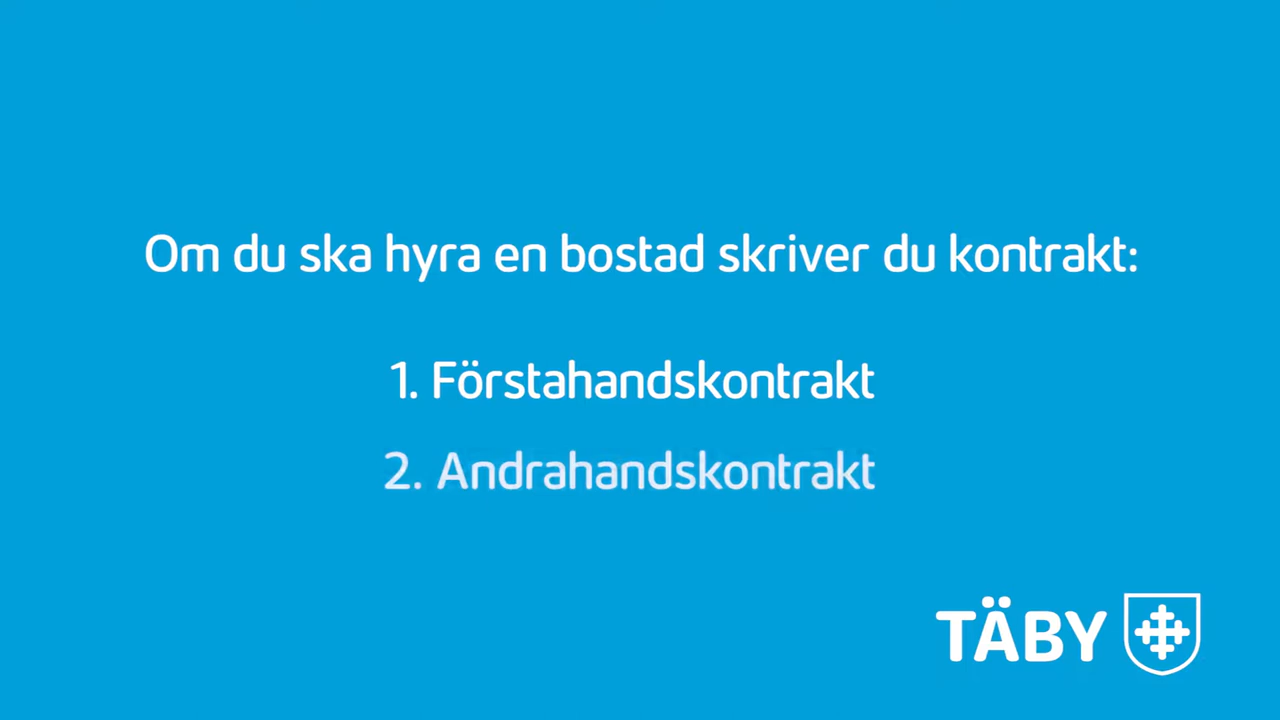 Om du ska hyra en bostad skriver du kontrakt:
1. Förstahandskontrakt
2. Andrahandskontrakt
TÄBY